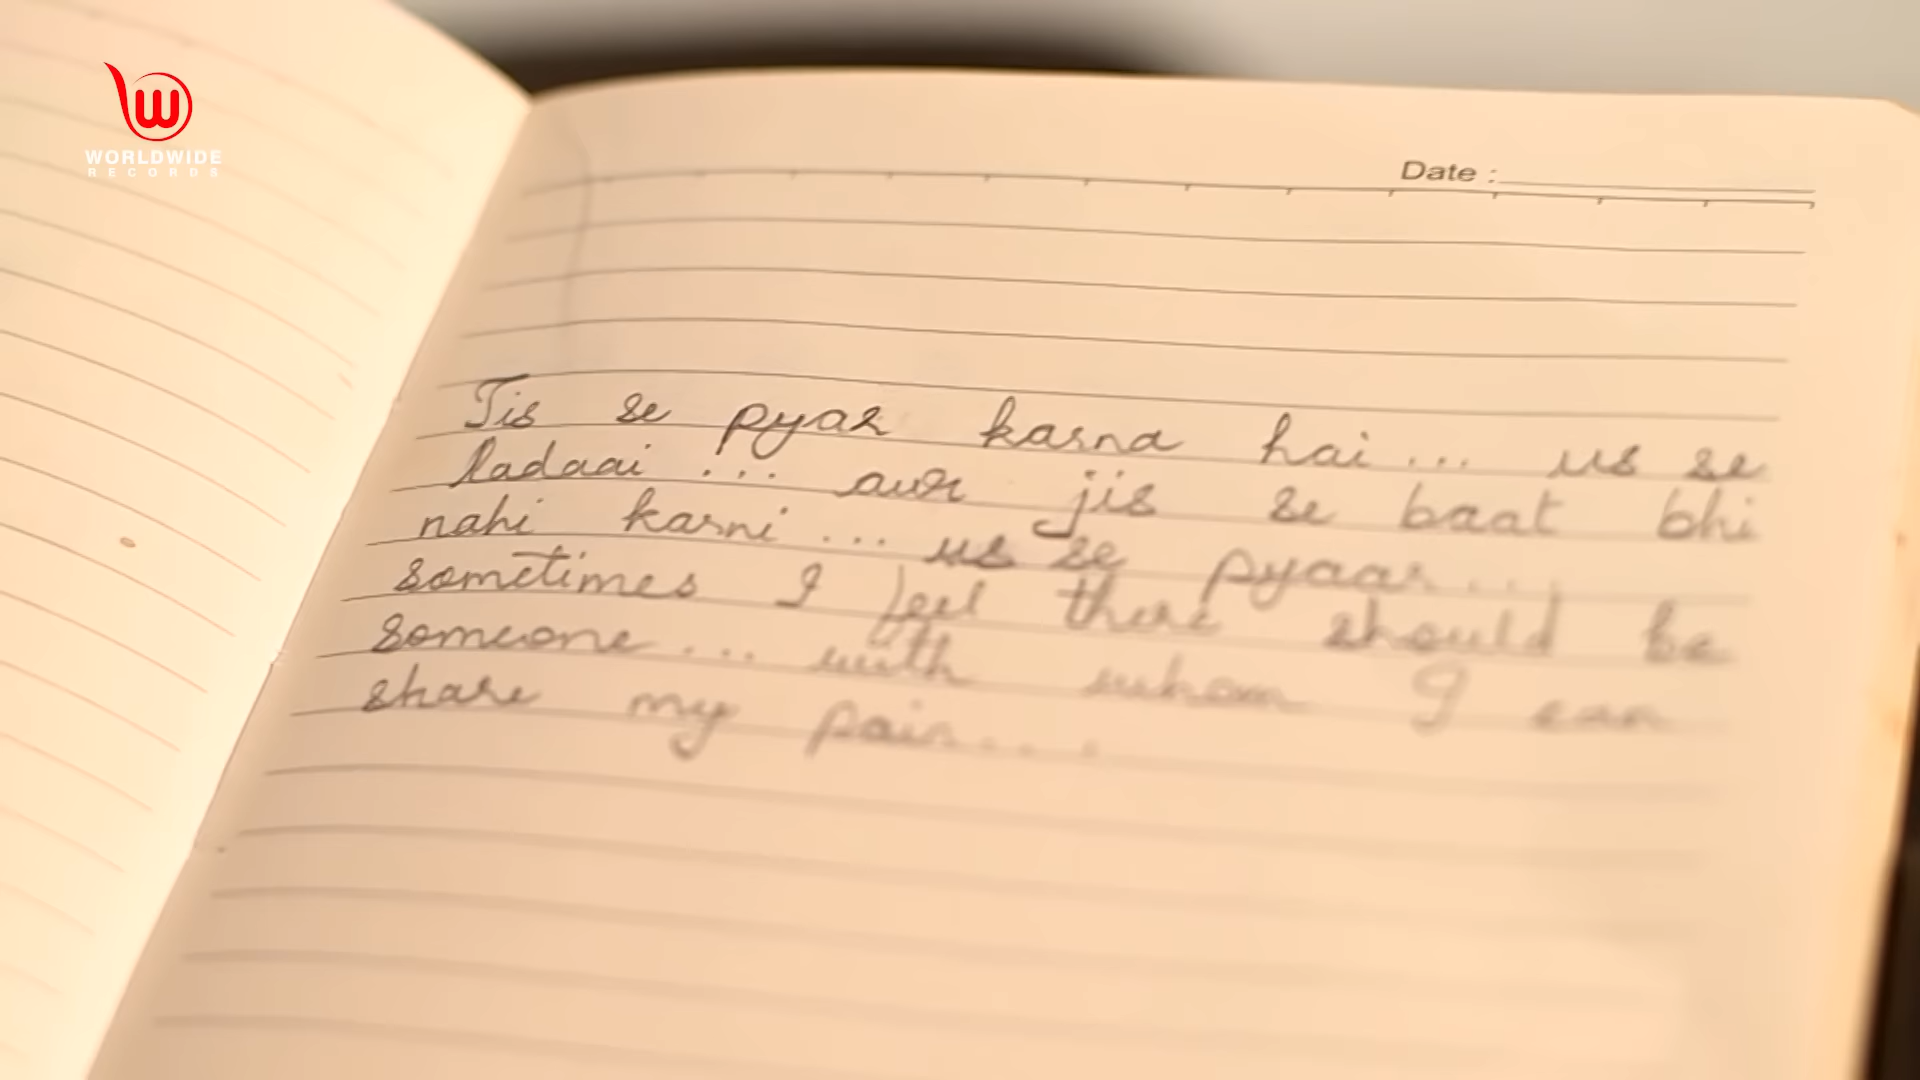 WORLDWIDE
RECORDS
Date :
Jis se pyar karna hai... us se
ladaai ... aur jis se baat bhi
nahi karni ... us se pyaar...
sometimes I feel there should be
someone ... with whom I can
share my pain....